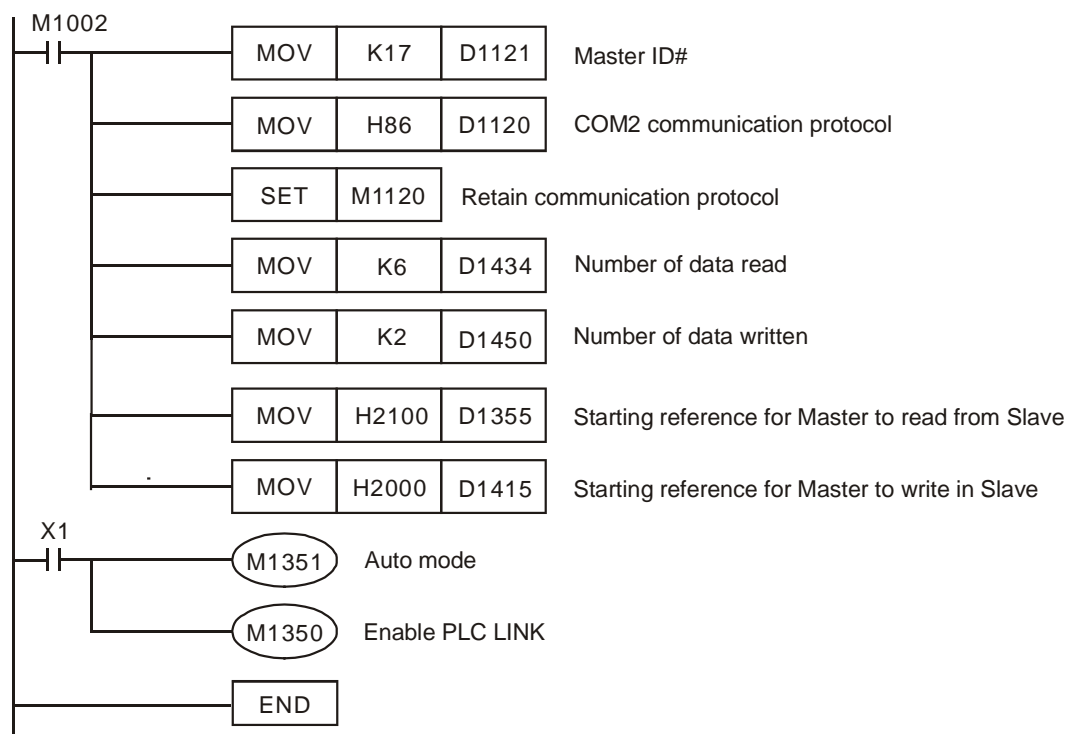 M1002
MOV K17 D1121 Master ID#
MOV H86 D1120 COM2 communication protocol
SET M1120 Retain communication protocol
MOV K6 D1434 Number of data read
MOV K2 D1450 Number of data written
MOV H2100 D1355 Starting reference for Master to read from Slave
MOV H2000 D1415 Starting reference for Master to write in Slave
X1
M1351 Auto mode
M1350 Enable PLC LINK
END